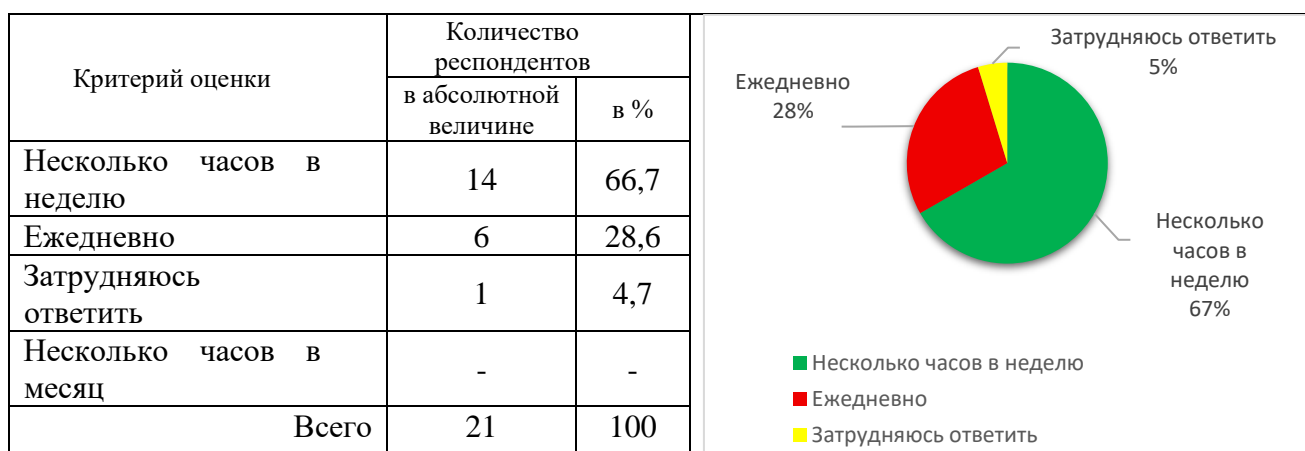 Критерий оценки
Количество
респондентов
в абсолютной
величине
в %
Несколько часов в
неделю
14
66,7
Ежедневно
6
28,6
Затрудняюсь
ответить
1
4,7
Несколько часов в
месяц
-
-
Всего
21
100
Затрудняюсь ответить
5%
Ежедневно
28%
Несколько
часов в
неделю
67%
Несколько часов в неделю
Ежедневно
Затрудняюсь ответить